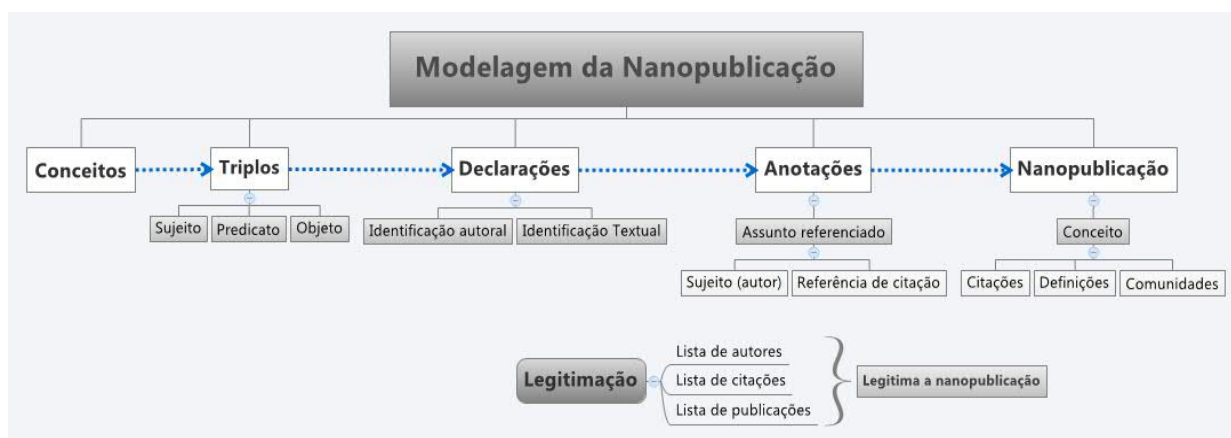 Modelagem da Nanopublicação
Conceitos
Triplos
Declarações
Anotações
Nanopublicação
Sujeito
Predicato
Objeto
Identificação autoral
Identificação Textual
Assunto referenciado
Conceito
Sujeito (autor)
Referência de citação
Citações
Definições
Comunidades
Legitimação
Lista de autores
Lista de citações
Lista de publicações
Legitima a nanopublicação